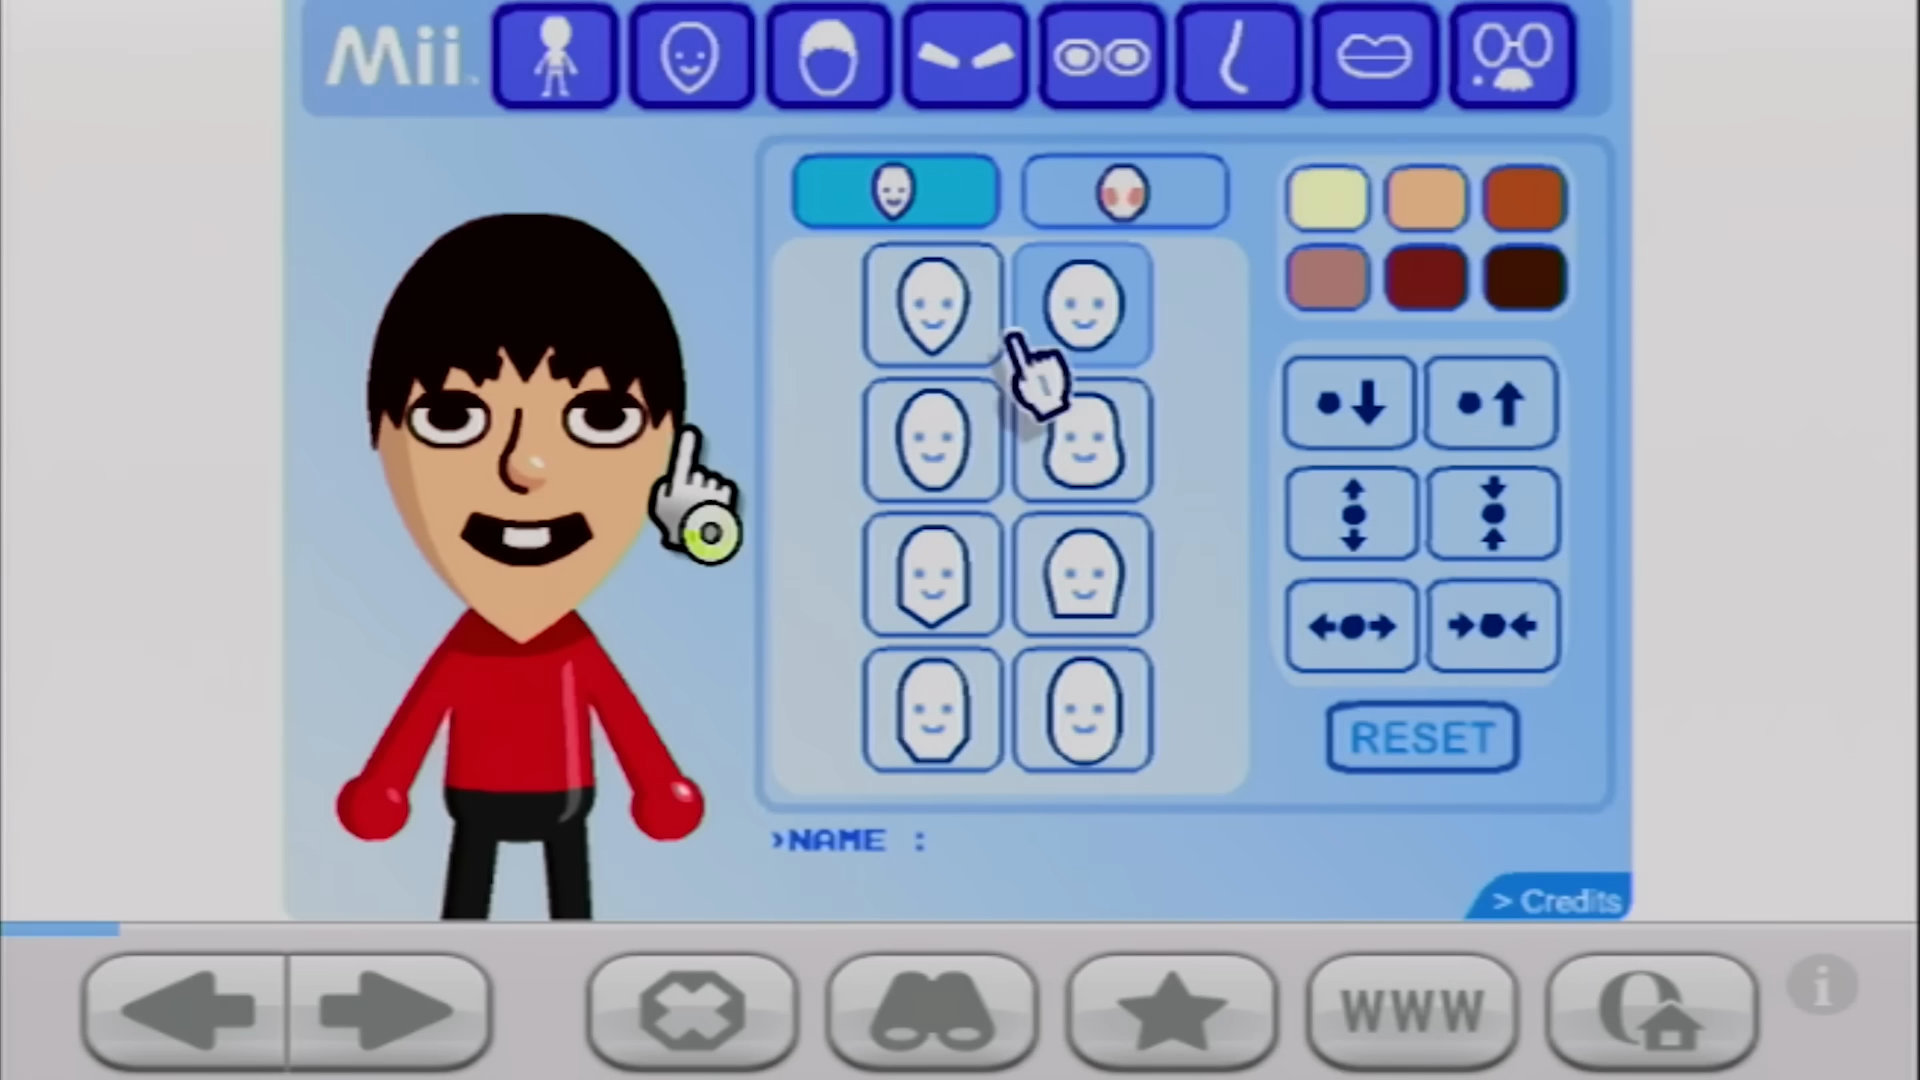 Mii
RESET
›NAME :
> Credits
WWW
i